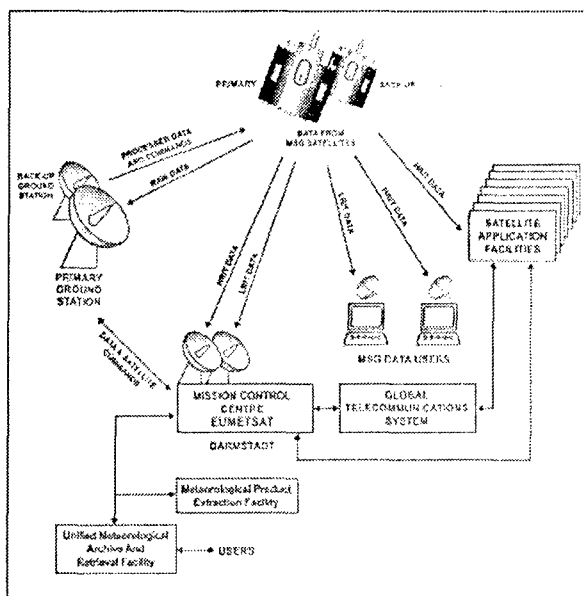 PRIMARY
BACK-UP
DATA FROM
MSG SATELLITES
PROCESSED DATA
AND COMMANDS
RAW DATA
BACK-UP
GROUND
STATION
PRIMARY
GROUND
STATION
HRIT DATA
LRIT DATA
LRIT DATA
HRIT DATA
HRIT DATA
SATELLITE
APPLICATION
FACILITIES
MSG DATA USERS
DATA & SATELLITE
COMMANDS
MISSION CONTROL
CENTRE
EUMETSAT
DARMSTADT
GLOBAL
TELECOMMUNICATIONS
SYSTEM
Meteorological Product
Extraction Facility
Unified Meteorological
Archive And
Retrieval Facility
USERS